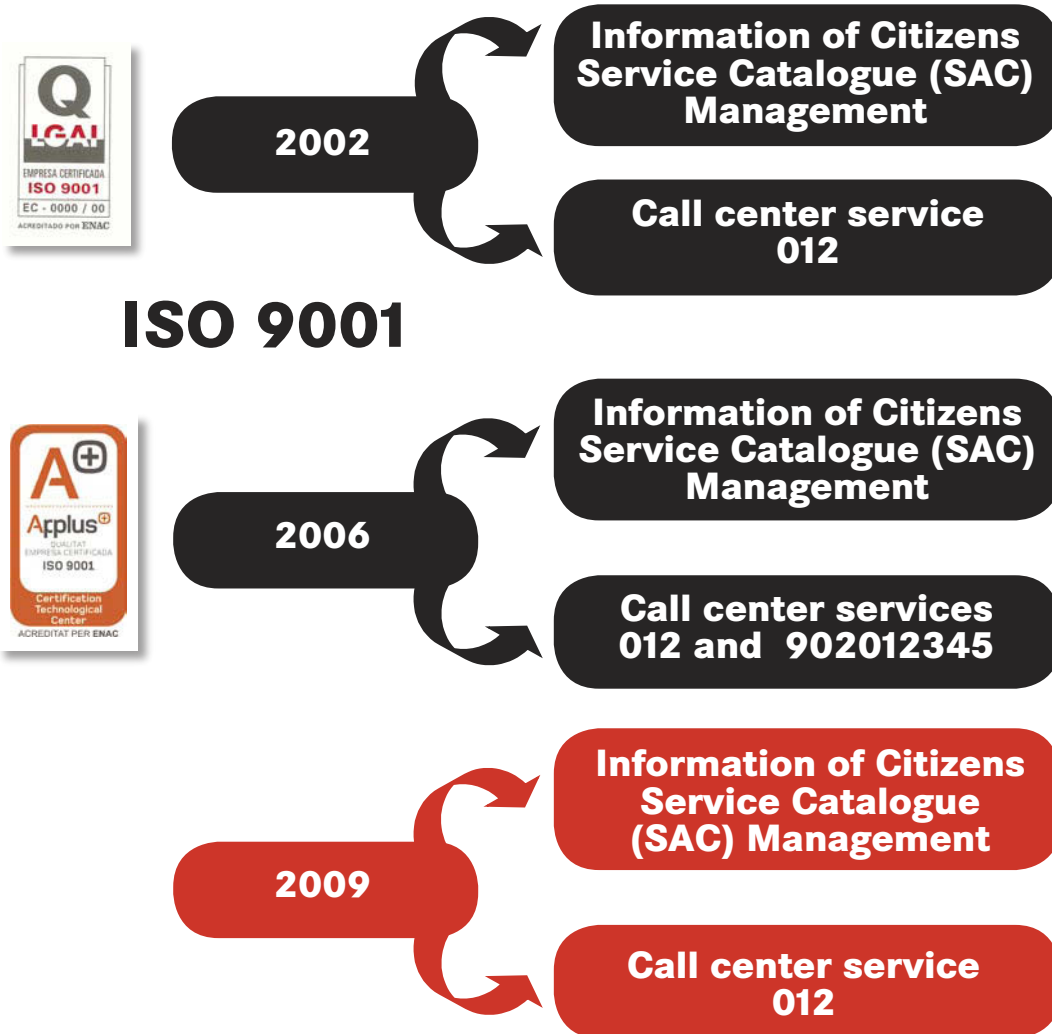 Q
LGAI
EMPRESA CERTIFICADA
ISO 9001
EC - 0000 / 00
ACREDITADO POR ENAC
2002
Information of Citizens
Service Catalogue (SAC)
Management
Call center service
012
ISO 9001
A+
Applus+
QUALITAT
EMPRESA CERTIFICADA
ISO 9001
Certification
Technological
Center
ACREDITAT PER ENAC
2006
Information of Citizens
Service Catalogue (SAC)
Management
Call center services
012 and 902012345
2009
Information of Citizens
Service Catalogue
(SAC) Management
Call center service
012